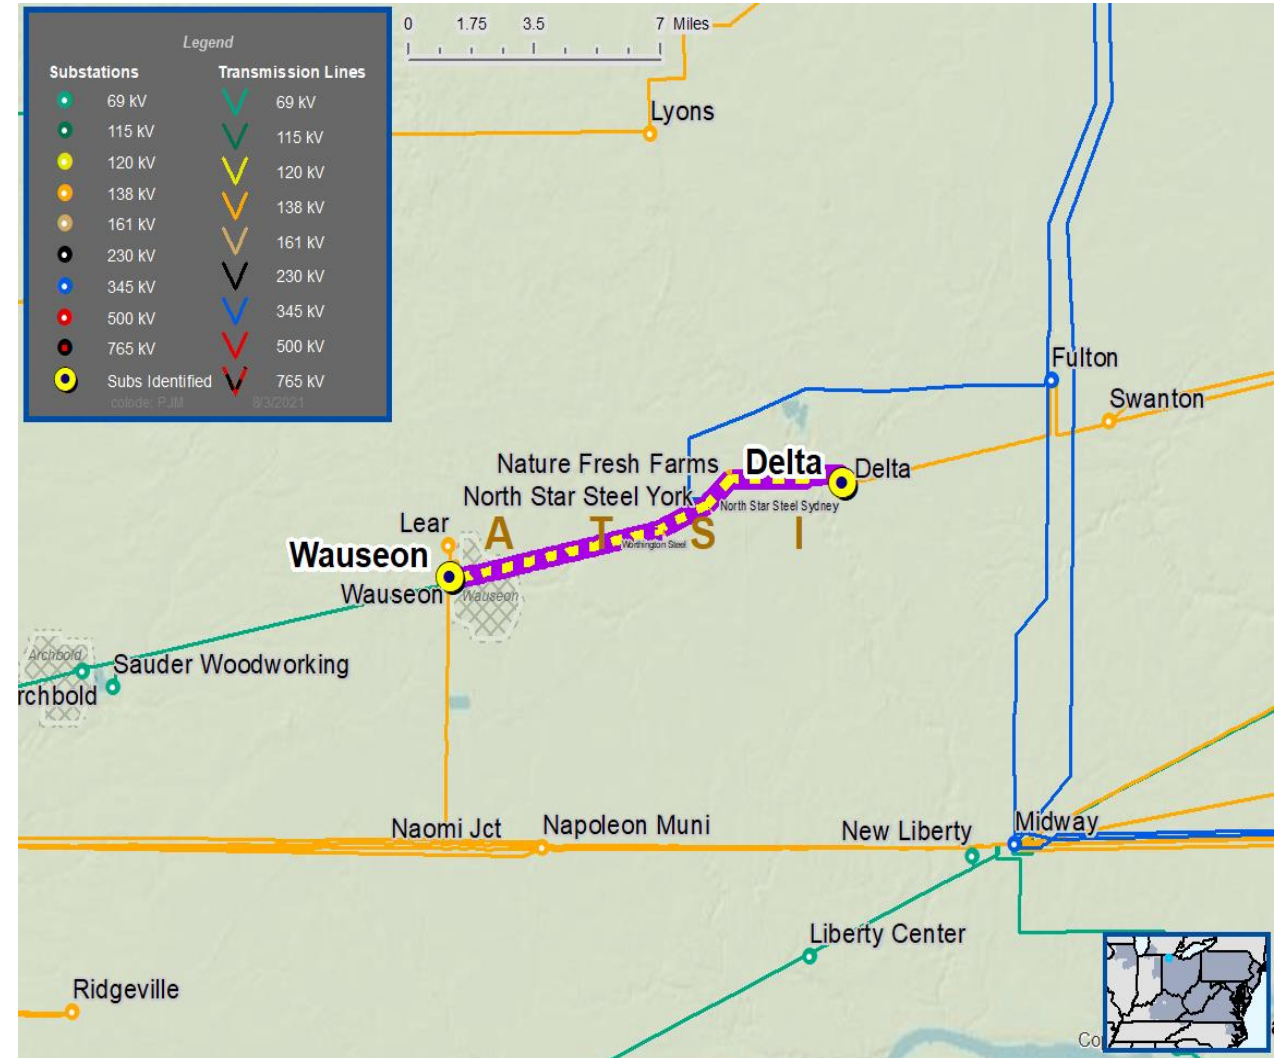 Legend
Substations
Transmission Lines
69 kV
69 kV
115 kV
115 kV
120 kV
120 kV
138 kV
138 kV
161 kV
161 kV
230 kV
230 kV
345 kV
345 kV
500 kV
500 kV
765 kV
765 kV
Subs Identified
colode: PJM 8/3/2021
0 1.75 3.5 7 Miles
Lyons
Fulton
Swanton
Nature Fresh Farms
Delta
Delta
North Star Steel York
North Star Steel Sydney
Lear
A T S I
Worthington Steel
Wauseon
Wauseon
Wauseon
Archbold
Sauder Woodworking
rchbold
Naomi Jct
Napoleon Muni
New Liberty
Midway
Liberty Center
Ridgeville
Co